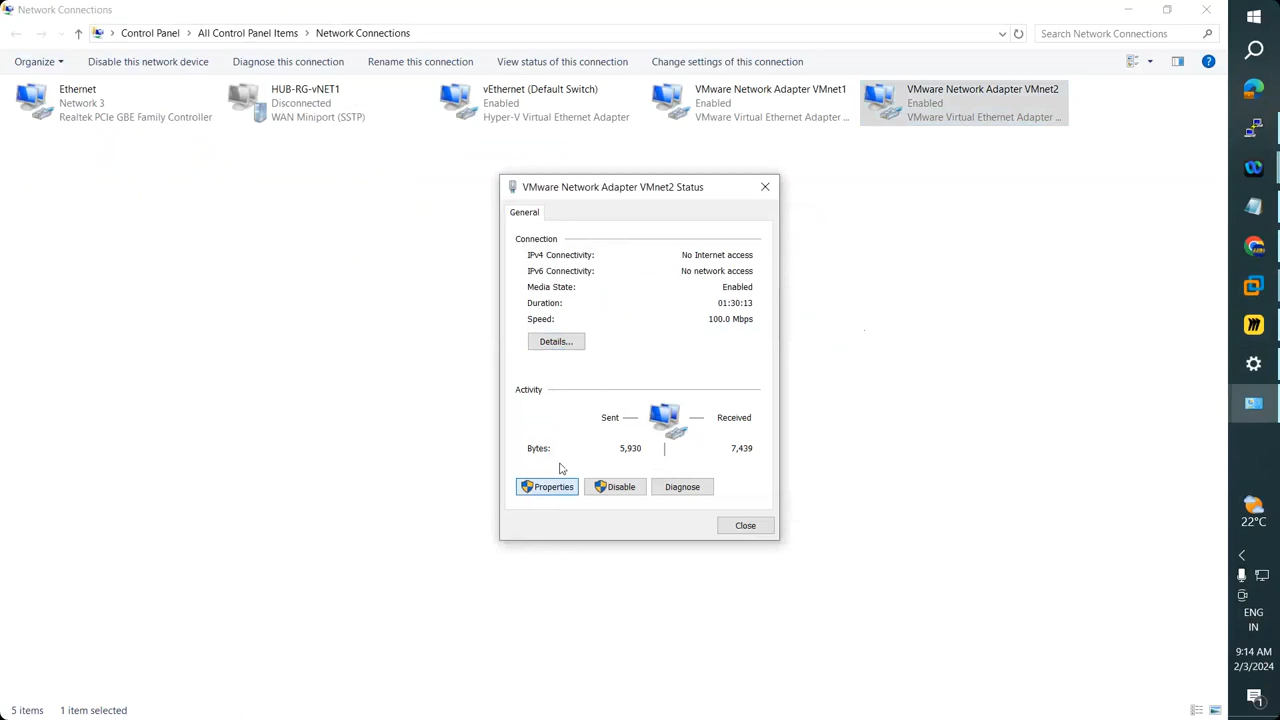 Network Connections
Control Panel > All Control Panel Items > Network Connections
Search Network Connections
Organize
Disable this network device
Diagnose this connection
Rename this connection
View status of this connection
Change settings of this connection
Ethernet
Network 3
Realtek PCIe GBE Family Controller
HUB-RG-vNET1
Disconnected
WAN Miniport (SSTP)
vEthernet (Default Switch)
Enabled
Hyper-V Virtual Ethernet Adapter
VMware Network Adapter VMnet1
Enabled
VMware Virtual Ethernet Adapter ...
VMware Network Adapter VMnet2
Enabled
VMware Virtual Ethernet Adapter ...
VMware Network Adapter VMnet2 Status
General
Connection
IPv4 Connectivity: No Internet access
IPv6 Connectivity: No network access
Media State: Enabled
Duration: 01:30:13
Speed: 100.0 Mbps
Details...
Activity
Sent Received
Bytes: 5,930 7,439
Properties
Disable
Diagnose
Close
22°C
ENG
IN
9:14 AM
2/3/2024
1
5 items
1 item selected